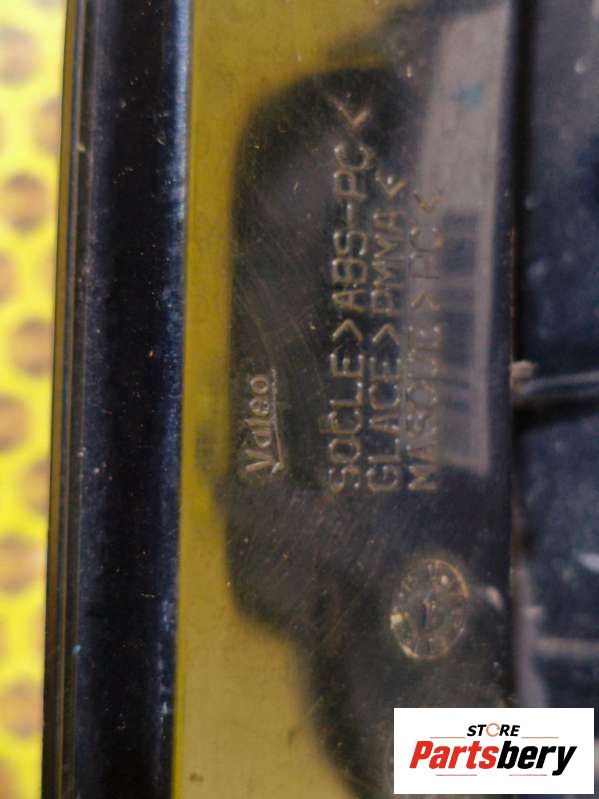 Valeo
SOCLE>ABS-PC<
GLACE>PMMA<
MASQUE>PC<
STORE
Partsbery